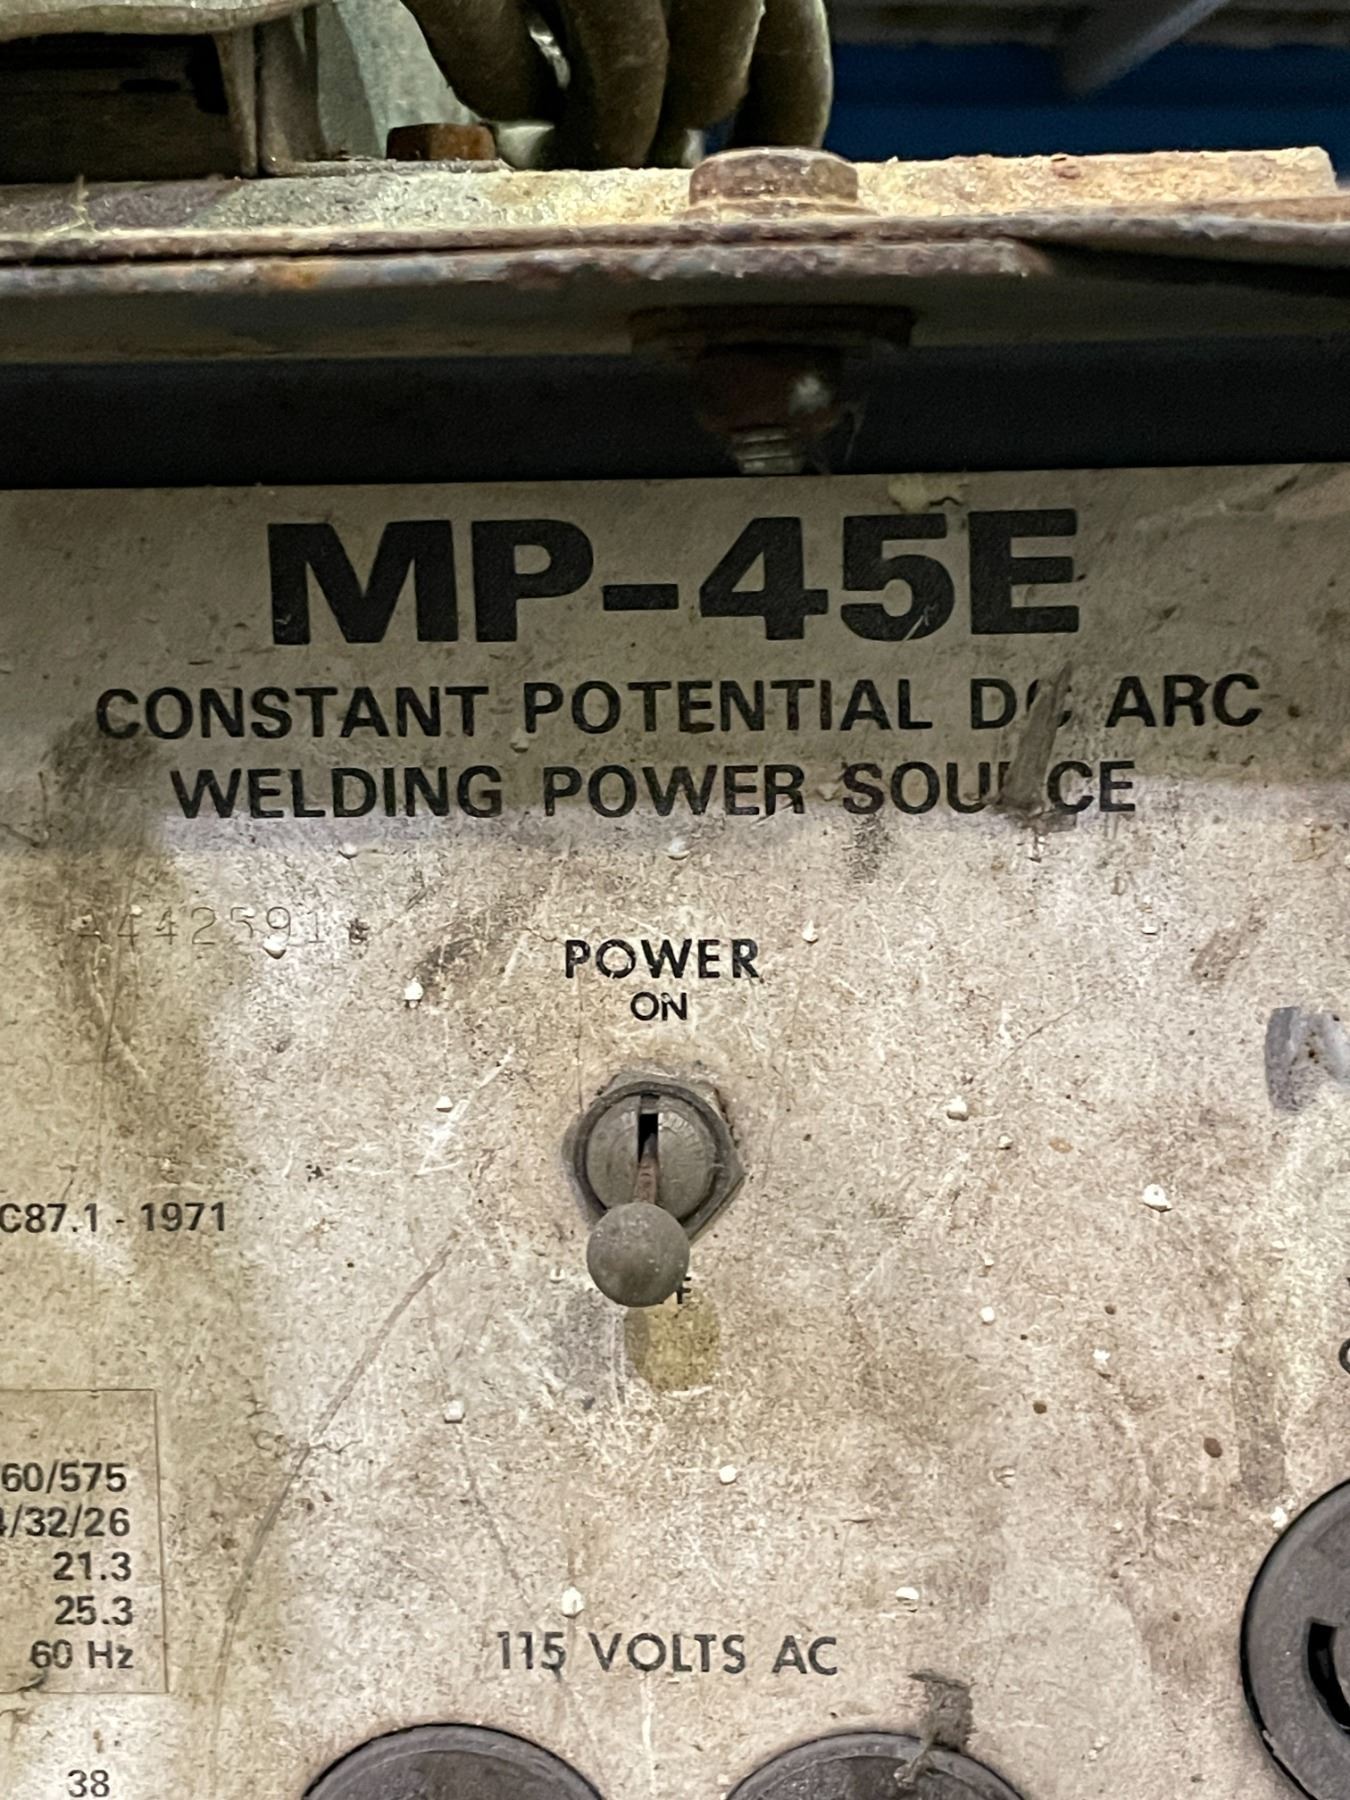 MP-45E
CONSTANT POTENTIAL DC ARC
WELDING POWER SOURCE
POWER
ON
C87.1 - 1971
60/575
/32/26
21.3
25.3
60 Hz
115 VOLTS AC
38